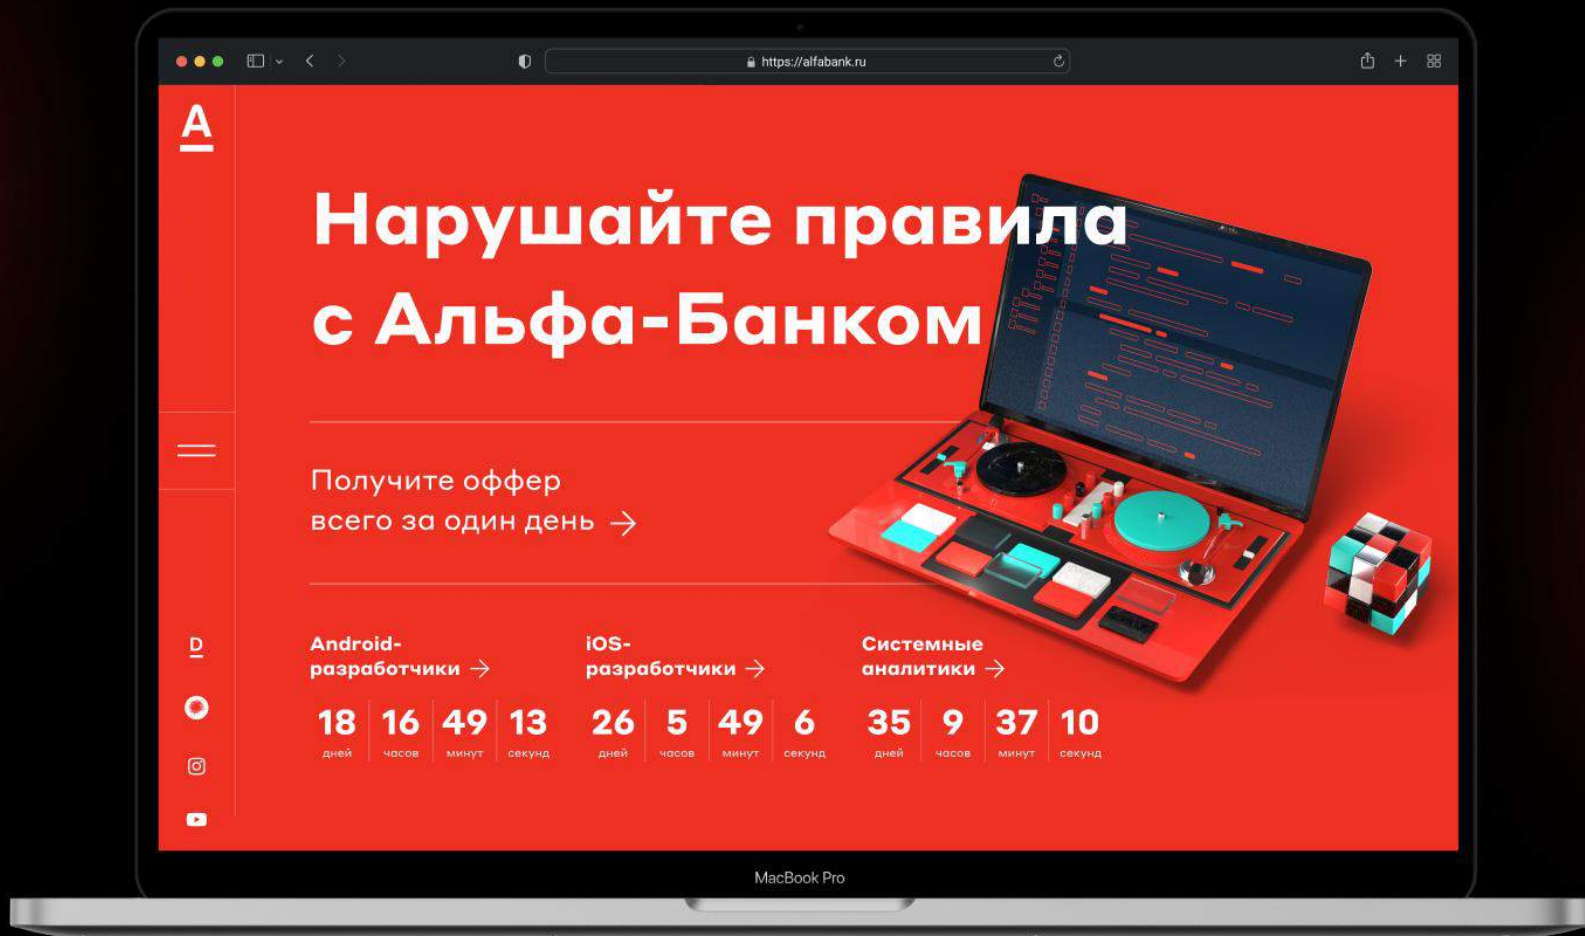 https://alfabank.ru
A
Нарушайте правила
с Альфа-Банком
Получите оффер
всего за один день →
Android-
разработчики →
18 16 49 13
дней часов минут секунд
iOS-
разработчики →
26 5 49 6
дней часов минут секунд
Системные
аналитики →
35 9 37 10
дней часов минут секунд
D
MacBook Pro